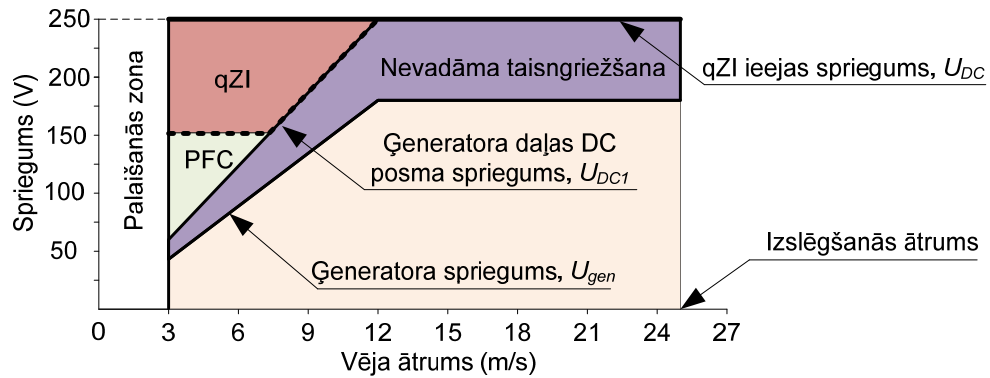 Spriegums (V)
250
200
150
100
50
Palaišanās zona
qZI
PFC
Nevadāma taisngriežšana
qZI ieejas spriegums, UDC
Ģeneratora daļas DC
posma spriegums, UDC1
Ģeneratora spriegums, Ugen
Izslēgšanās ātrums
0 3 6 9 12 15 18 21 24 27
Vēja ātrums (m/s)